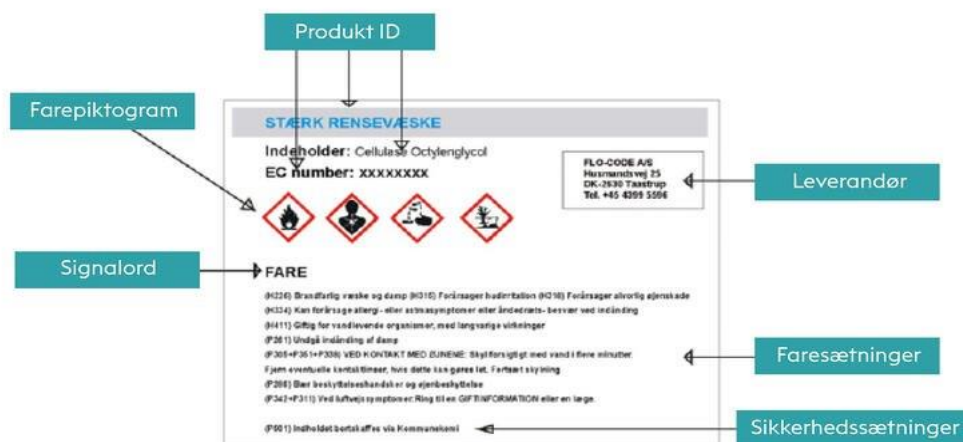 Produkt ID
Farepiktogram
STÆRK RENSEVÆSKE
Indeholder: Cellulase Octylenglycol
EC number: xxxxxxxx
FLO-CODE A/S
Husmandsvej 25
DK-2630 Taastrup
Tel. +45 4399 5596
Leverandør
Signalord
FARE
(H226) Brandfarlig væske og damp (H315) Forårsager hudirritation (H318) Forårsager alvorlig øjenskade
(H334) Kan forårsage allergi- eller astmasymptomer eller åndedræts- besvær ved indånding
(H411) Giftig for vandlevende organismer, med langvarige virkninger
(P261) Undgå indånding af damp
(P305+P351+P338) VED KONTAKT MED ØJNENE: Skyl forsigtigt med vand i flere minutter.
Fjern eventuelle kontaktlinser, hvis dette kan gøres let. Fortsæt skylning
(P280) Bær beskyttelseshandsker og øjenbeskyttelse
(P342+P311) Ved luftvejssymptomer: Ring til en GIFTINFORMATION eller en læge.
Faresætninger
(P501) Indholdet bortskaffes via Kommunekemi
Sikkerhedssætninger